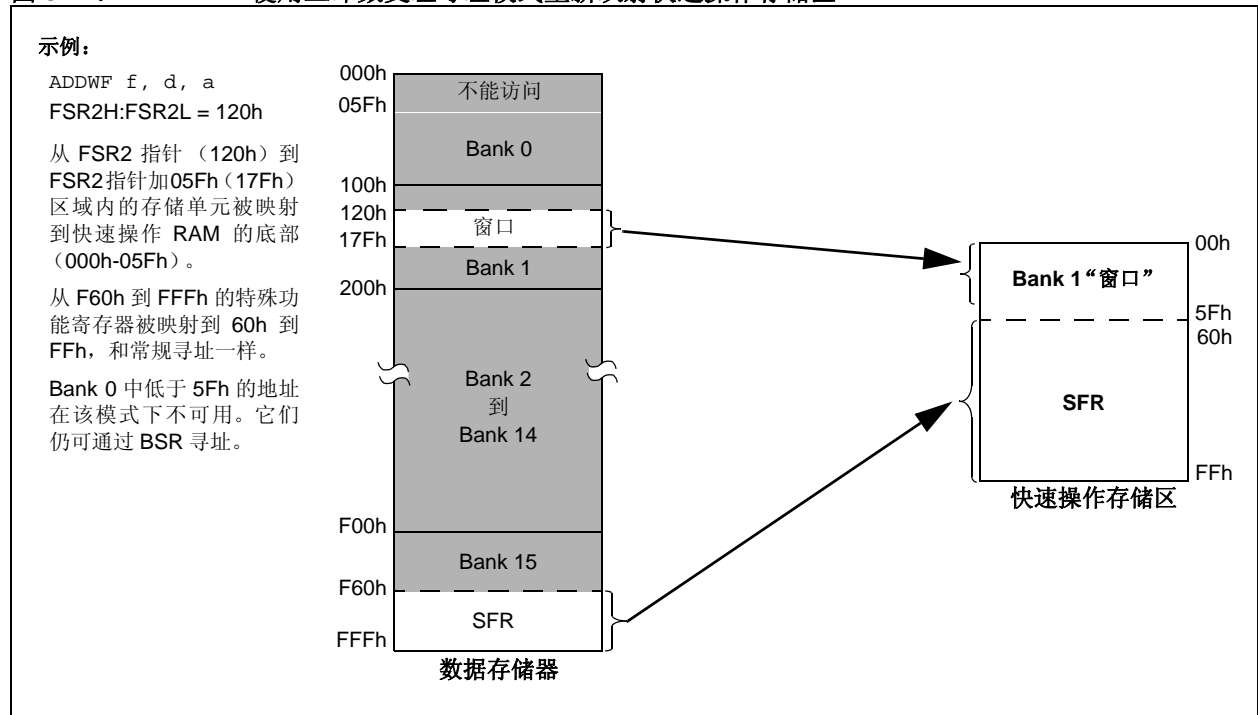 示例：
ADDWF f, d, a
FSR2H:FSR2L = 120h
从 FSR2 指针 （120h）到
FSR2指针加05Fh（17Fh）
区域内的存储单元被映射
到快速操作 RAM 的底部
（000h-05Fh）。
从 F60h 到 FFFh 的特殊功
能寄存器被映射到 60h 到
FFh，和常规寻址一样。
Bank 0 中低于 5Fh 的地址
在该模式下不可用。它们
仍可通过 BSR 寻址。
000h
不能访问
05Fh
Bank 0
100h
120h
窗口
17Fh
Bank 1
200h
Bank 2
到
Bank 14
F00h
Bank 15
F60h
SFR
FFFh
数据存储器
00h
Bank 1“窗口”
5Fh
60h
SFR
FFh
快速操作存储区